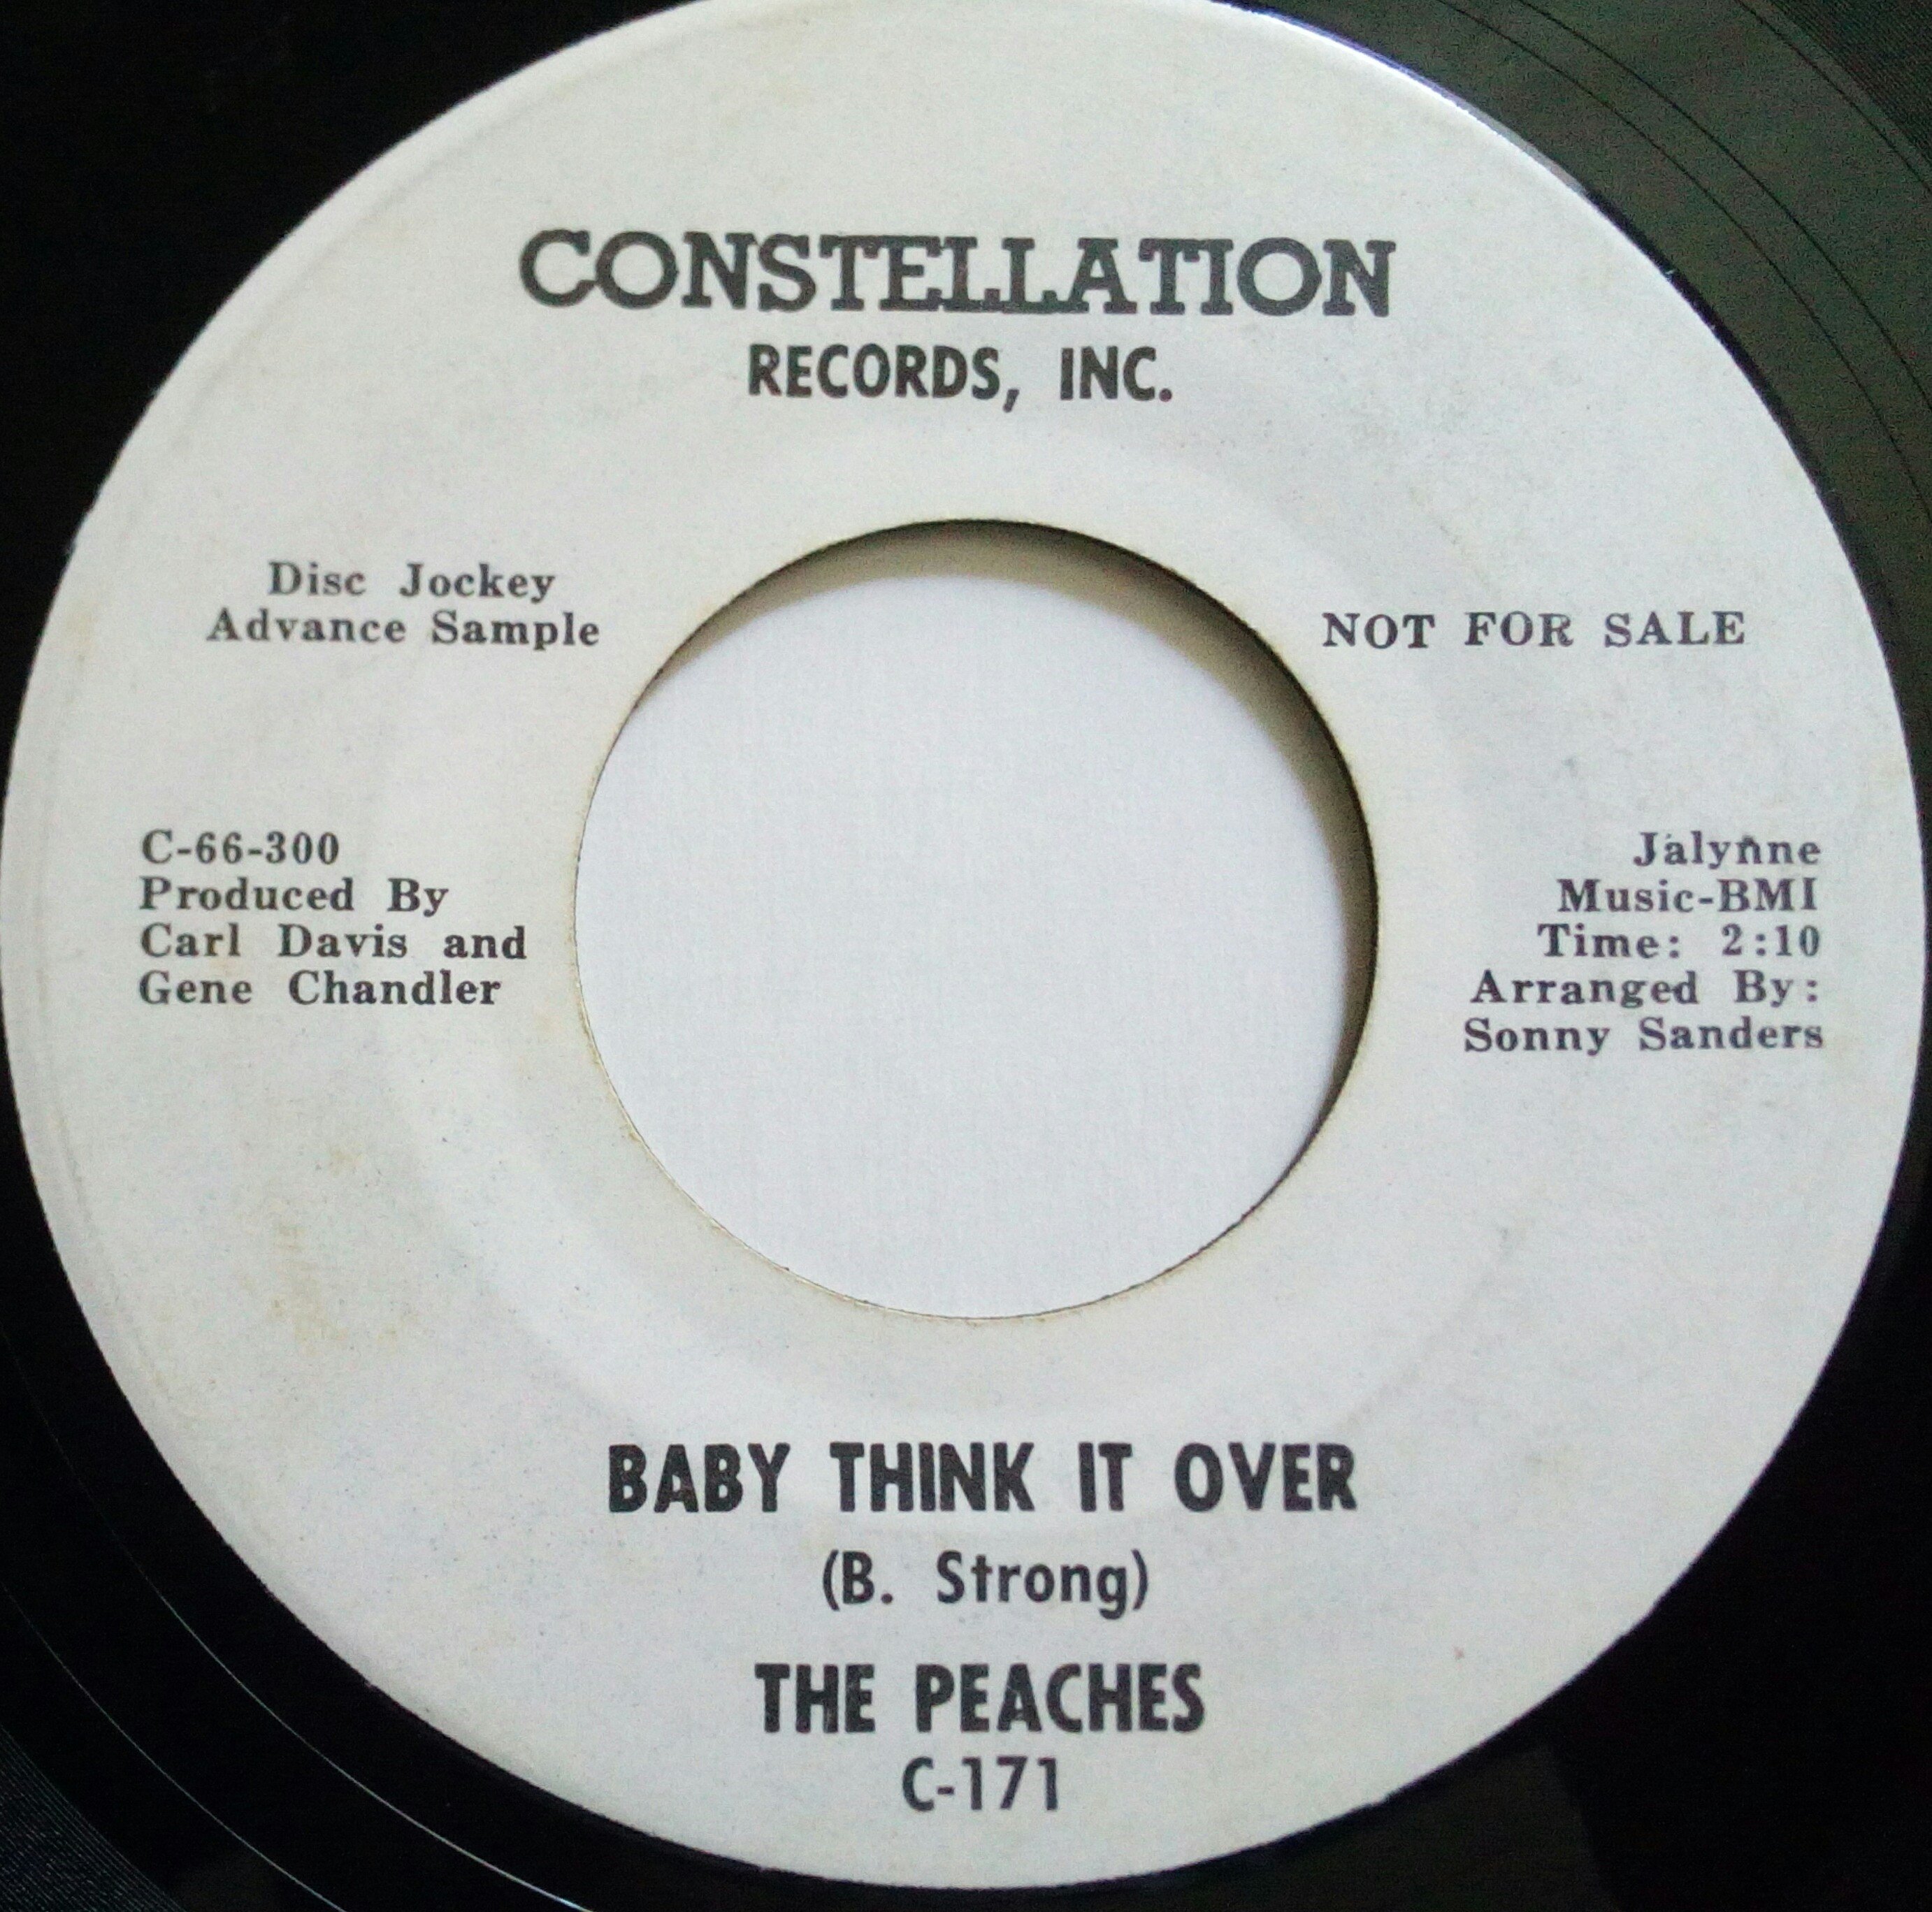 CONSTELLATION
RECORDS, INC.
Disc Jockey
Advance Sample
NOT FOR SALE
C-66-300
Produced By
Carl Davis and
Gene Chandler
Jalynne
Music-BMI
Time: 2:10
Arranged By:
Sonny Sanders
BABY THINK IT OVER
(B. Strong)
THE PEACHES
C-171